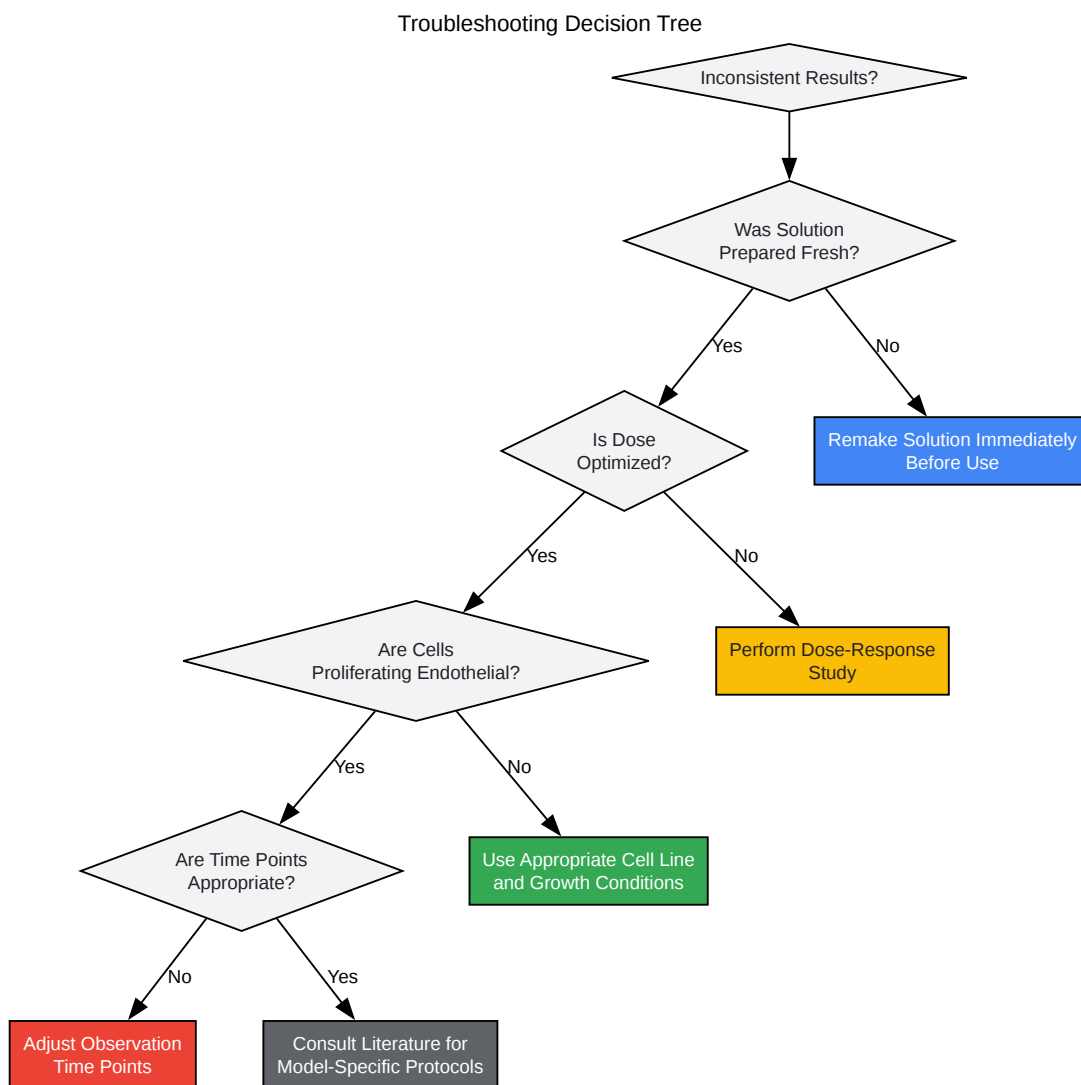 Troubleshooting Decision Tree
Inconsistent Results?
Was Solution
Prepared Fresh?
Yes
No
Is Dose
Optimized?
Remake Solution Immediately
Before Use
Yes
No
Are Cells
Proliferating Endothelial?
Perform Dose-Response
Study
Yes
No
Are Time Points
Appropriate?
Use Appropriate Cell Line
and Growth Conditions
No
Yes
Adjust Observation
Time Points
Consult Literature for
Model-Specific Protocols